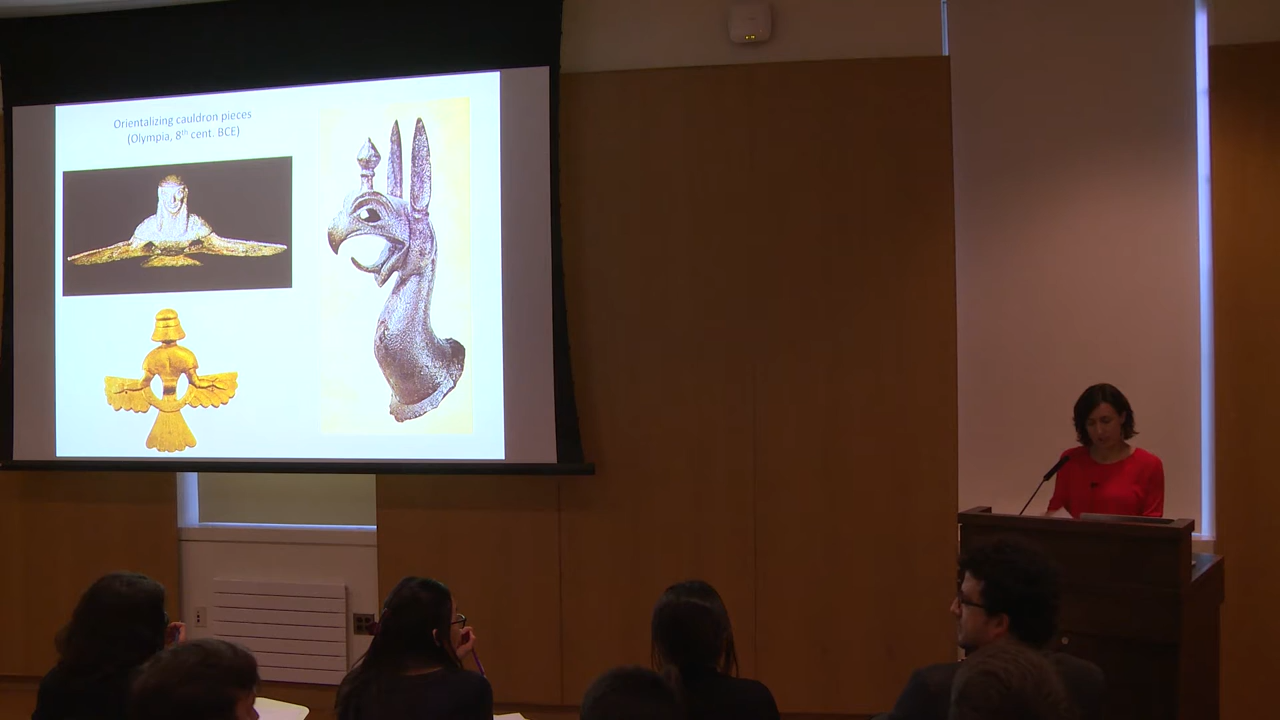 Orientalizing cauldron pieces
(Olympia, 8th cent. BCE)